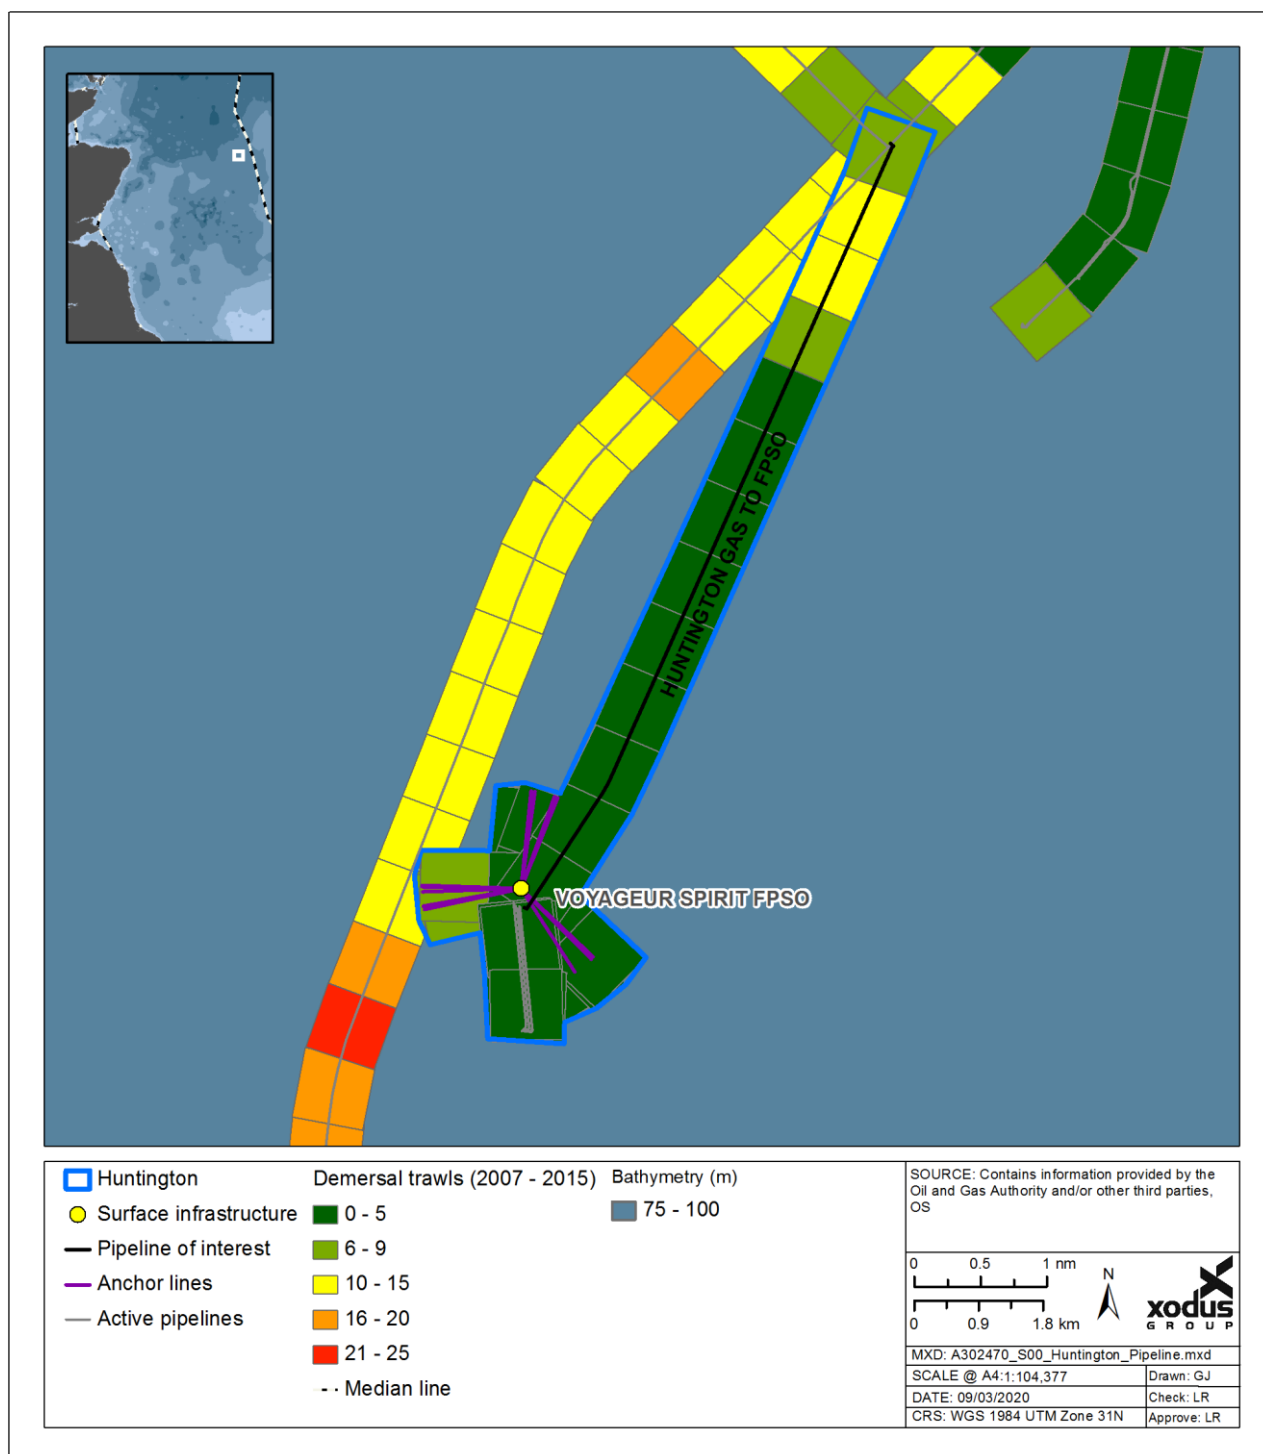 HUNTINGTON GAS TO FPSO
VOYAGEUR SPIRIT FPSO
Huntington
Surface infrastructure
Pipeline of interest
Anchor lines
Active pipelines
Demersal trawls (2007 - 2015)
0 - 5
6 - 9
10 - 15
16 - 20
21 - 25
Median line
Bathymetry (m)
75 - 100
SOURCE: Contains information provided by the
Oil and Gas Authority and/or other third parties,
OS
0 0.5 1 nm
0 0.9 1.8 km
N
xodus
GROUP
MXD: A302470_S00_Huntington_Pipeline.mxd
SCALE @ A4:1:104,377
Drawn: GJ
DATE: 09/03/2020
Check: LR
CRS: WGS 1984 UTM Zone 31N
Approve: LR